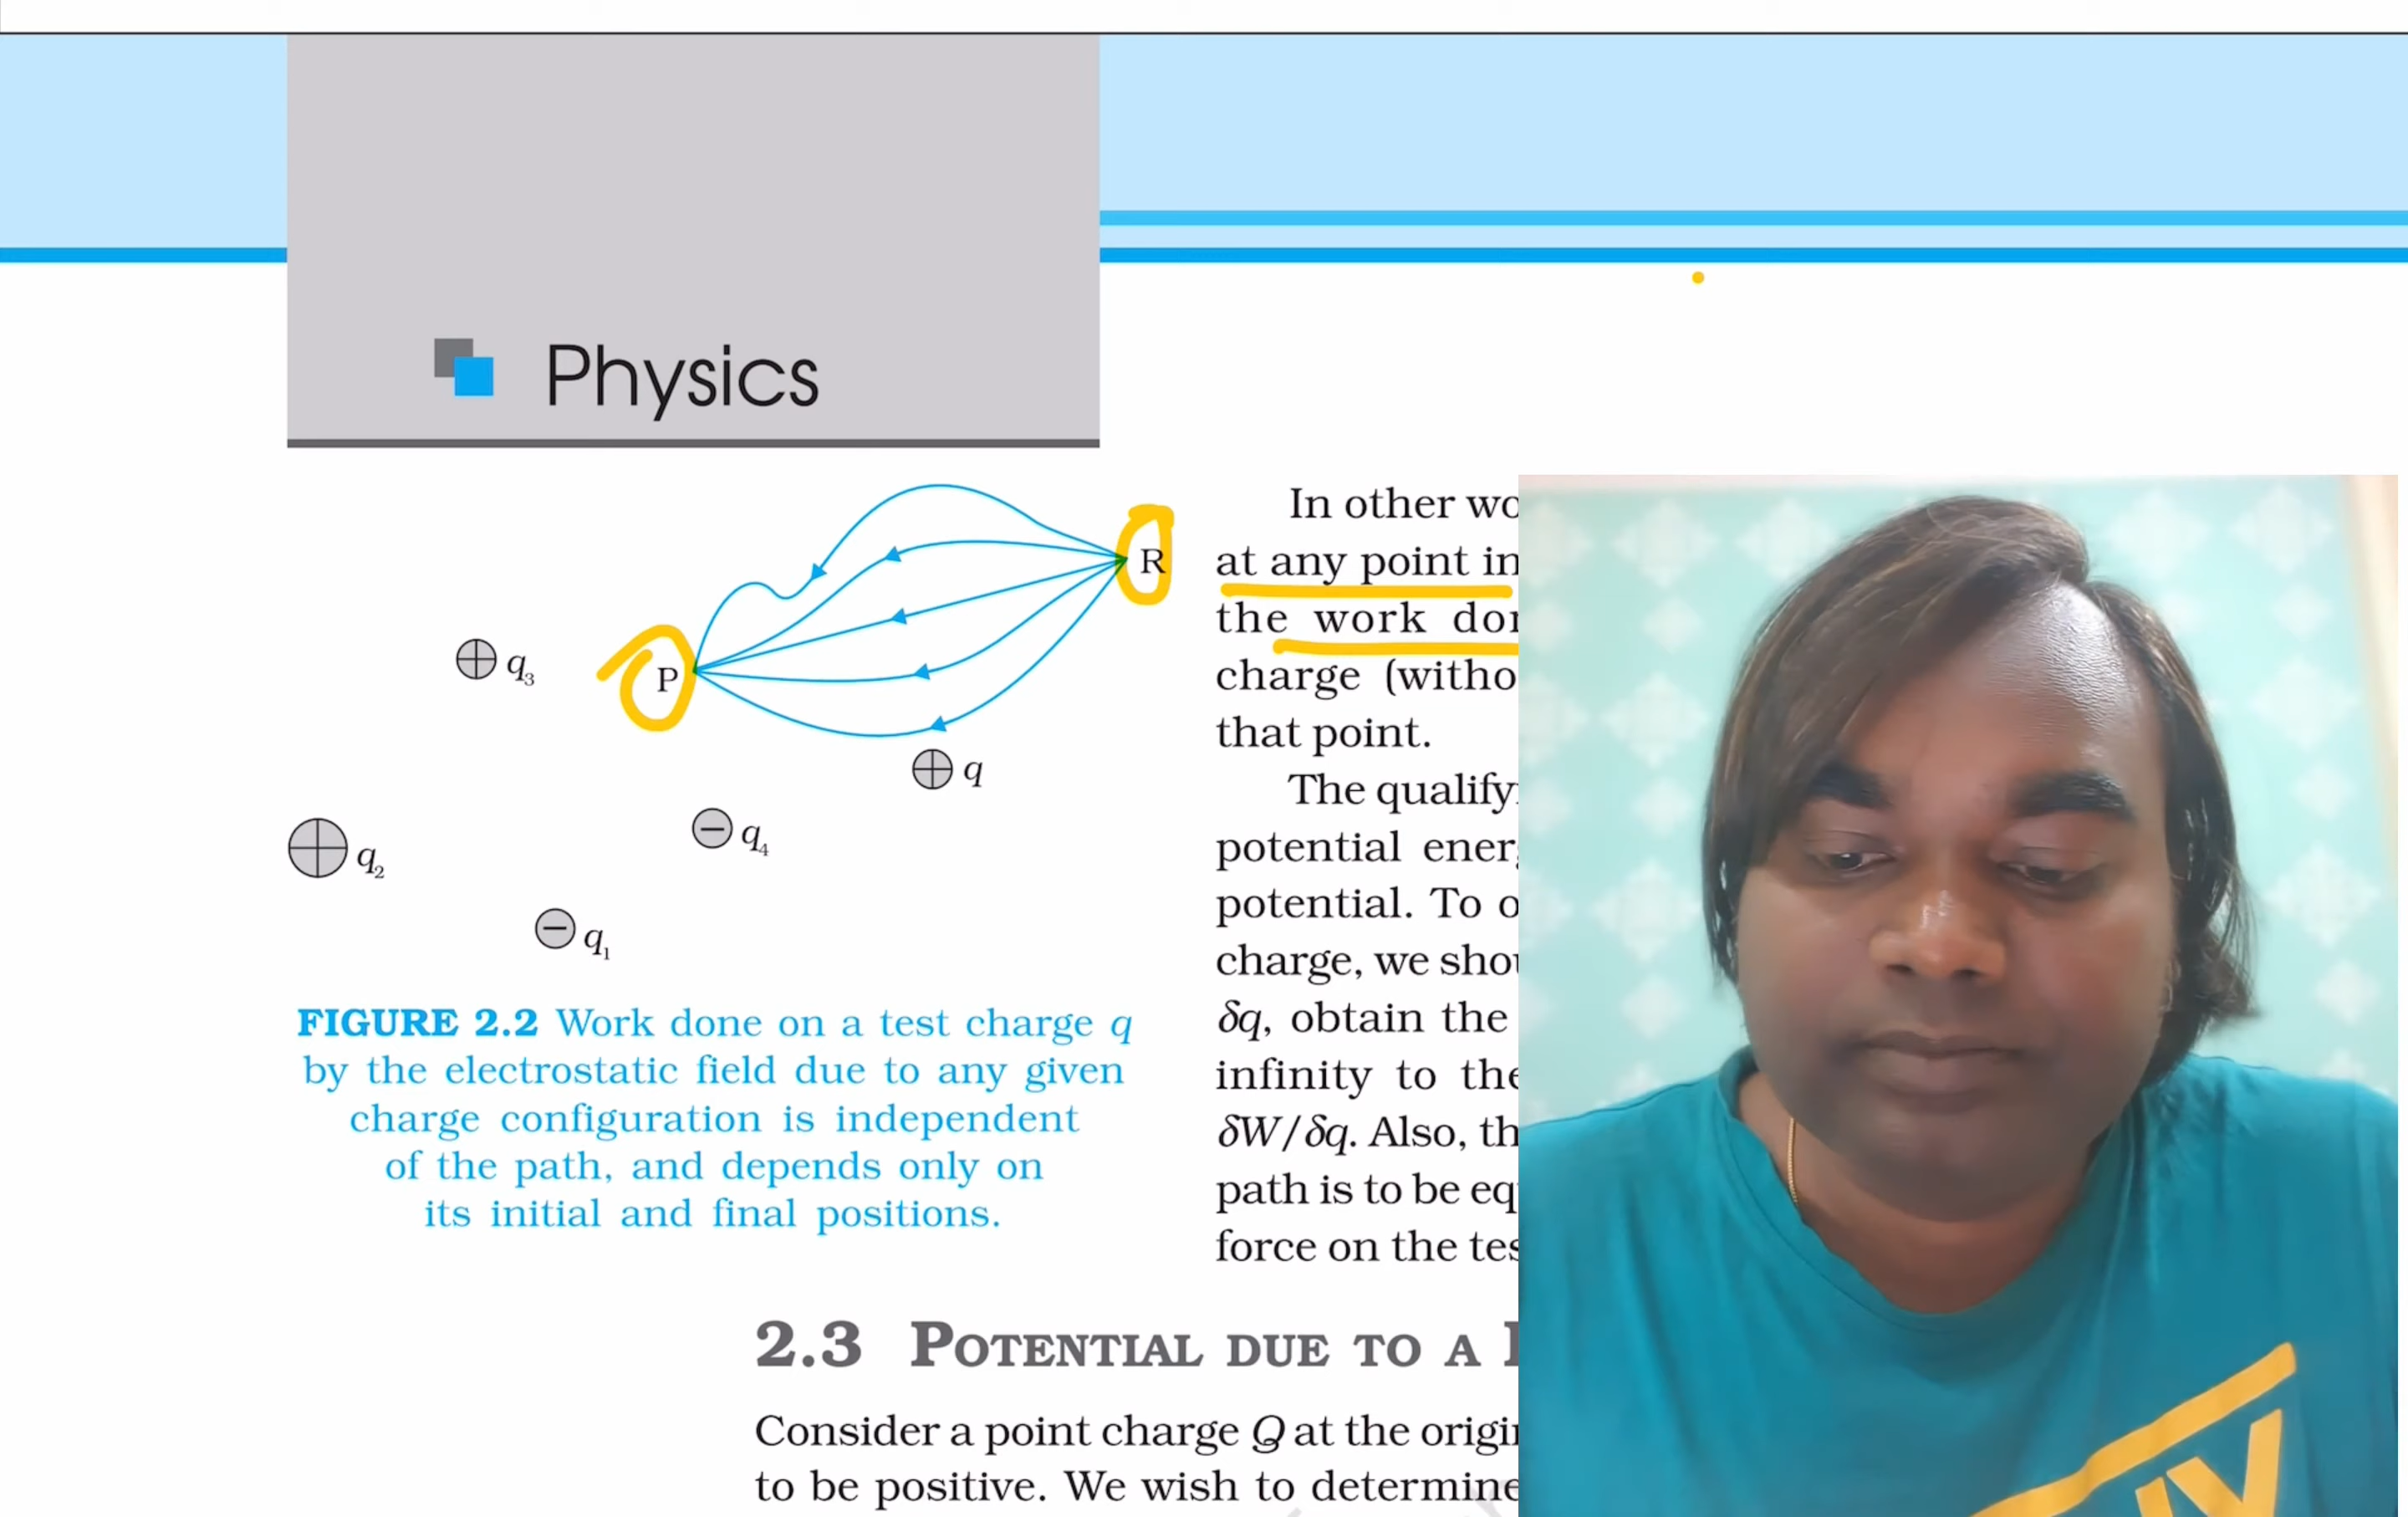 Physics
R
P
q3
q
q2
q4
q1
FIGURE 2.2 Work done on a test charge q
by the electrostatic field due to any given
charge configuration is independent
of the path, and depends only on
its initial and final positions.
In other
at any point in
the work
charge
that point.
The
potential
potential. To
charge, we
δq, obtain the
infinity to
δW/δq. Also,
path is to be
force on the
2.3 POTENTIAL DUE TO A
Consider a point charge Q at the
to be positive. We wish to determine